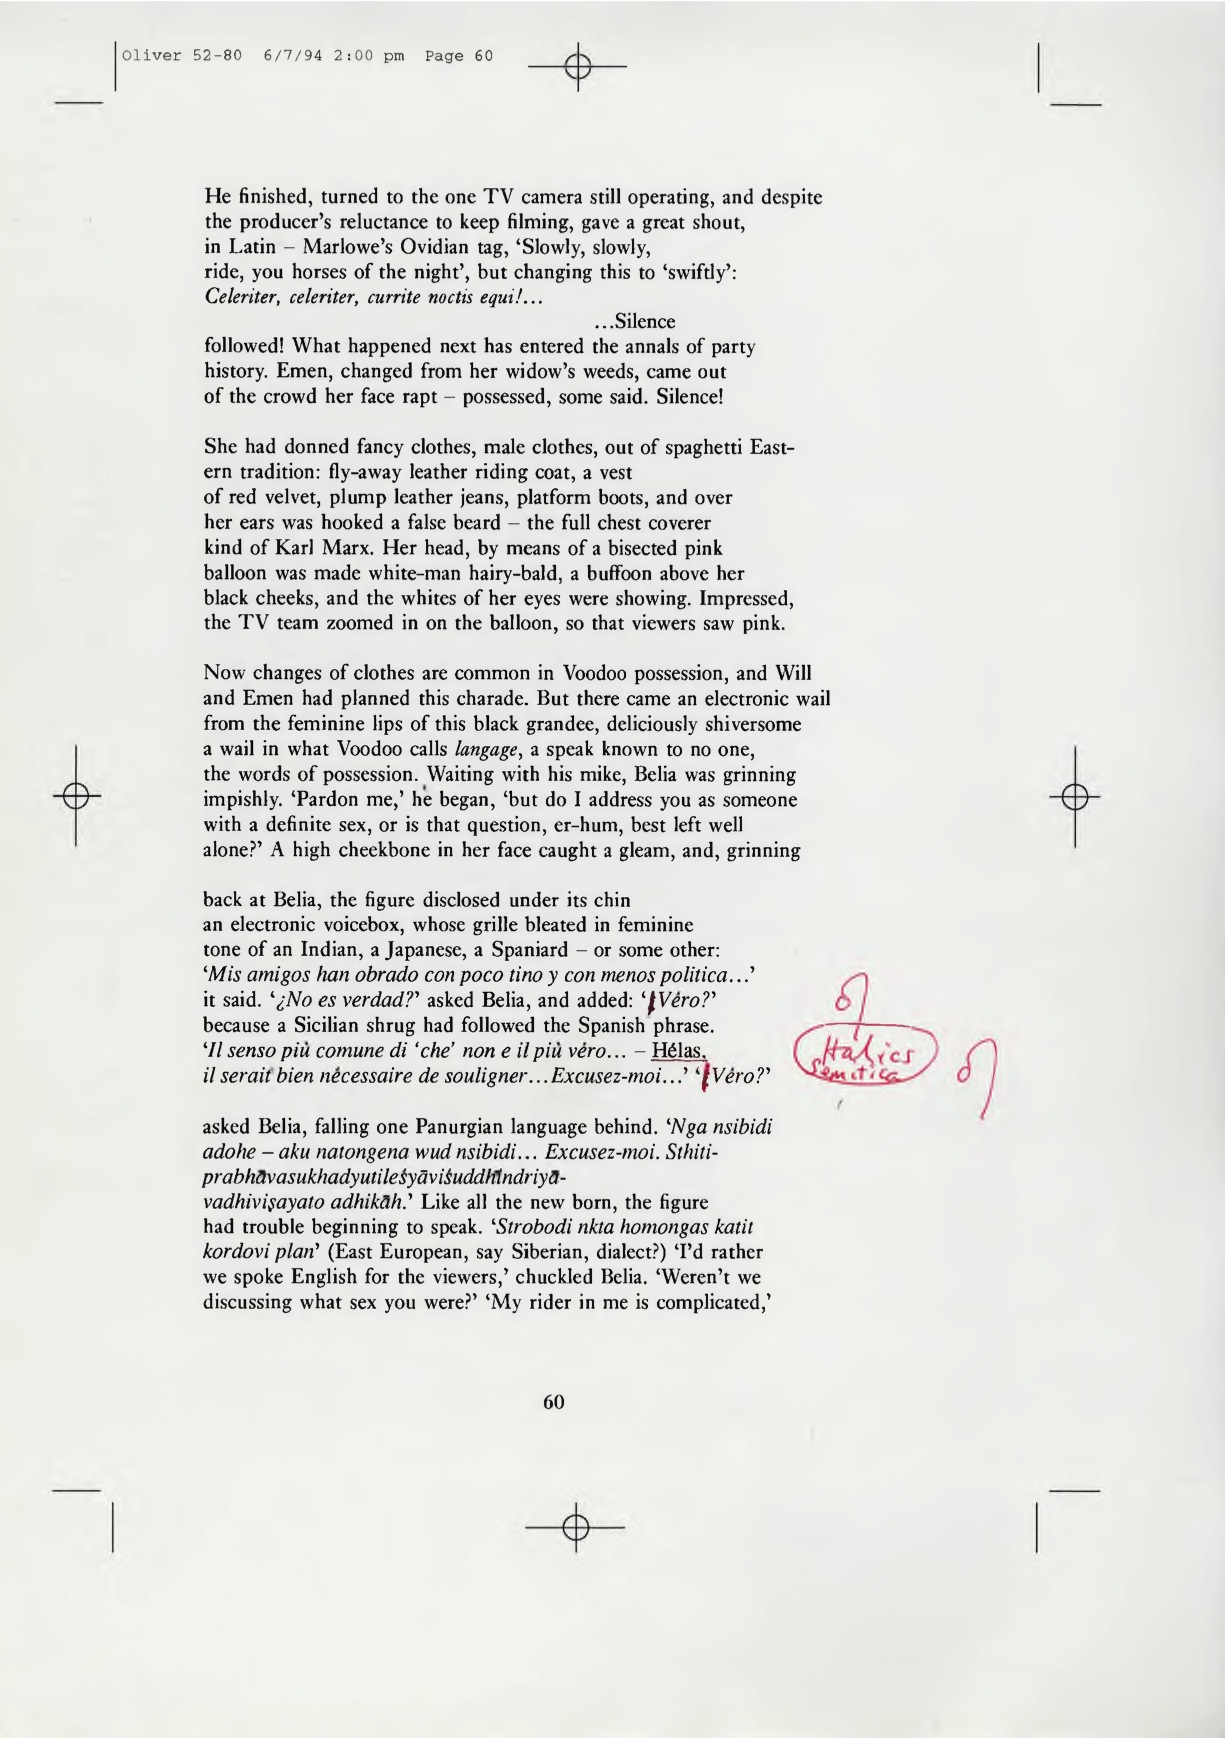 Oliver 52-80 6/7/94 2:00 pm Page 60
He finished, turned to the one TV camera still operating, and despite
the producer’s reluctance to keep filming, gave a great shout,
in Latin – Marlowe’s Ovidian tag, ‘Slowly, slowly,
ride, you horses of the night’, but changing this to ‘swiftly’:
Celeriter, celeriter, currite noctis equi!...
...Silence
followed! What happened next has entered the annals of party
history. Emen, changed from her widow’s weeds, came out
of the crowd her face rapt – possessed, some said. Silence!
She had donned fancy clothes, male clothes, out of spaghetti East-
ern tradition: fly-away leather riding coat, a vest
of red velvet, plump leather jeans, platform boots, and over
her ears was hooked a false beard – the full chest coverer
kind of Karl Marx. Her head, by means of a bisected pink
balloon was made white-man hairy-bald, a buffoon above her
black cheeks, and the whites of her eyes were showing. Impressed,
the TV team zoomed in on the balloon, so that viewers saw pink.
Now changes of clothes are common in Voodoo possession, and Will
and Emen had planned this charade. But there came an electronic wail
from the feminine lips of this black grandee, deliciously shiversome
a wail in what Voodoo calls langage, a speak known to no one,
the words of possession. Waiting with his mike, Belia was grinning
impishly. ‘Pardon me,’ he began, ‘but do I address you as someone
with a definite sex, or is that question, er-hum, best left well
alone?’ A high cheekbone in her face caught a gleam, and, grinning
back at Belia, the figure disclosed under its chin
an electronic voicebox, whose grille bleated in feminine
tone of an Indian, a Japanese, a Spaniard – or some other:
‘Mis amigos han obrado con poco tino y con menos politica...’
it said. ‘¿No es verdad?’ asked Belia, and added: ‘Véro?’
because a Sicilian shrug had followed the Spanish phrase.
‘Il senso più comune di ‘che’ non e il più véro... – Hélas,
il serait bien nécessaire de souligner...Excusez-moi...’ ‘Véro?’
Italics
asked Belia, falling one Panurgian language behind. ‘Nga nsibidi
adohe – aku natongena wud nsibidi... Excusez-moi. Sthiti-
prabhāvasukhadyutileśyāviśuddhīndriyā-
vadhiviṣayato adhikāh.’ Like all the new born, the figure
had trouble beginning to speak. ‘Strobodi nkta homongas katit
kordovi plan’ (East European, say Siberian, dialect?) ‘I’d rather
we spoke English for the viewers,’ chuckled Belia. ‘Weren’t we
discussing what sex you were?’ ‘My rider in me is complicated,’
60